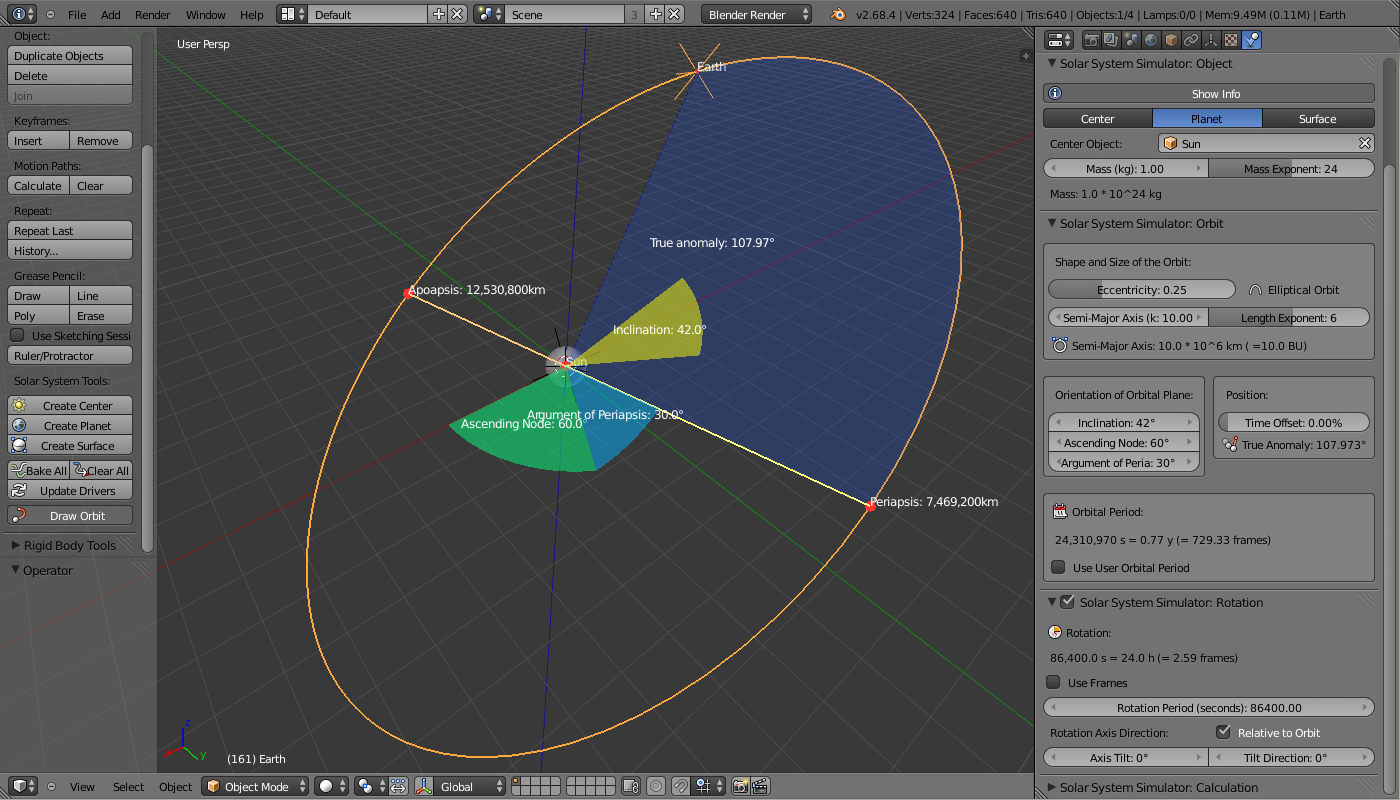 File Add Render Window Help Default Scene 3 Blender Render v2.68.4 | Verts:324 | Faces:640 | Tris:640 | Objects:1/4 | Lamps:0/0 | Mem:9.49M (0.11M) | Earth
Object:
Duplicate Objects
Delete
Join
Keyframes:
Insert Remove
Motion Paths:
Calculate Clear
Repeat:
Repeat Last
History...
Grease Pencil:
Draw Line
Poly Erase
Use Sketching Sessi
Ruler/Protractor
Solar System Tools:
Create Center
Create Planet
Create Surface
Bake All Clear All
Update Drivers
Draw Orbit
Rigid Body Tools
Operator
User Persp
Earth
True anomaly: 107.97°
Apoapsis: 12,530,800km
Inclination: 42.0°
Sun
Argument of Periapsis: 30.0°
Ascending Node: 60.0°
Periapsis: 7,469,200km
z
y
(161) Earth
Solar System Simulator: Object
Show Info
Center Planet Surface
Center Object: Sun
Mass (kg): 1.00 Mass Exponent: 24
Mass: 1.0 * 10^24 kg
Solar System Simulator: Orbit
Shape and Size of the Orbit:
Eccentricity: 0.25 Elliptical Orbit
Semi-Major Axis (k: 10.00 Length Exponent: 6
Semi-Major Axis: 10.0 * 10^6 km ( =10.0 BU)
Orientation of Orbital Plane: Position:
Inclination: 42° Time Offset: 0.00%
Ascending Node: 60° True Anomaly: 107.973°
Argument of Peria: 30°
Orbital Period:
24,310,970 s = 0.77 y (= 729.33 frames)
Use User Orbital Period
Solar System Simulator: Rotation
Rotation:
86,400.0 s = 24.0 h (= 2.59 frames)
Use Frames
Rotation Period (seconds): 86400.00
Rotation Axis Direction: Relative to Orbit
Axis Tilt: 0° Tilt Direction: 0°
Solar System Simulator: Calculation
View Select Object Object Mode Global